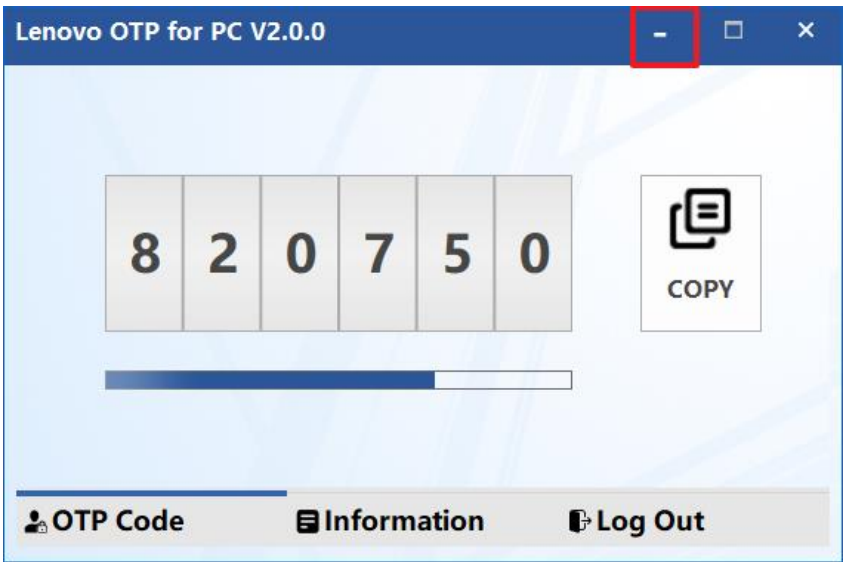 Lenovo OTP for PC V2.0.0
8 2 0 7 5 0
COPY
OTP Code Information Log Out